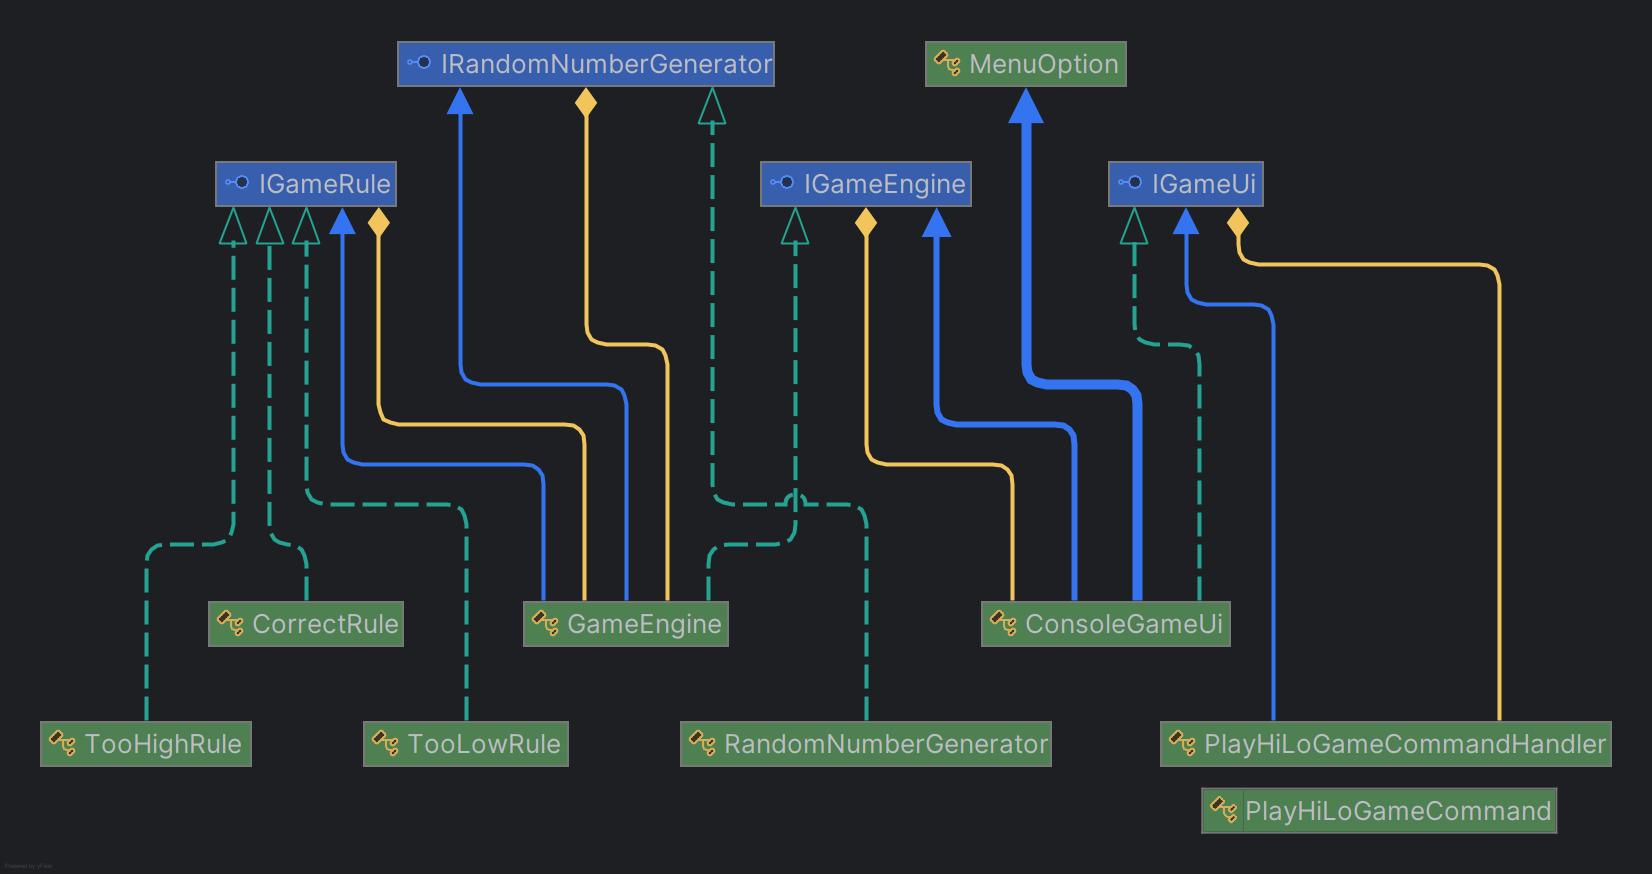 IRandomNumberGenerator
MenuOption
IGameRule
IGameEngine
IGameUi
CorrectRule
GameEngine
ConsoleGameUi
TooHighRule
TooLowRule
RandomNumberGenerator
PlayHiLoGameCommandHandler
PlayHiLoGameCommand
Powered by yFiles